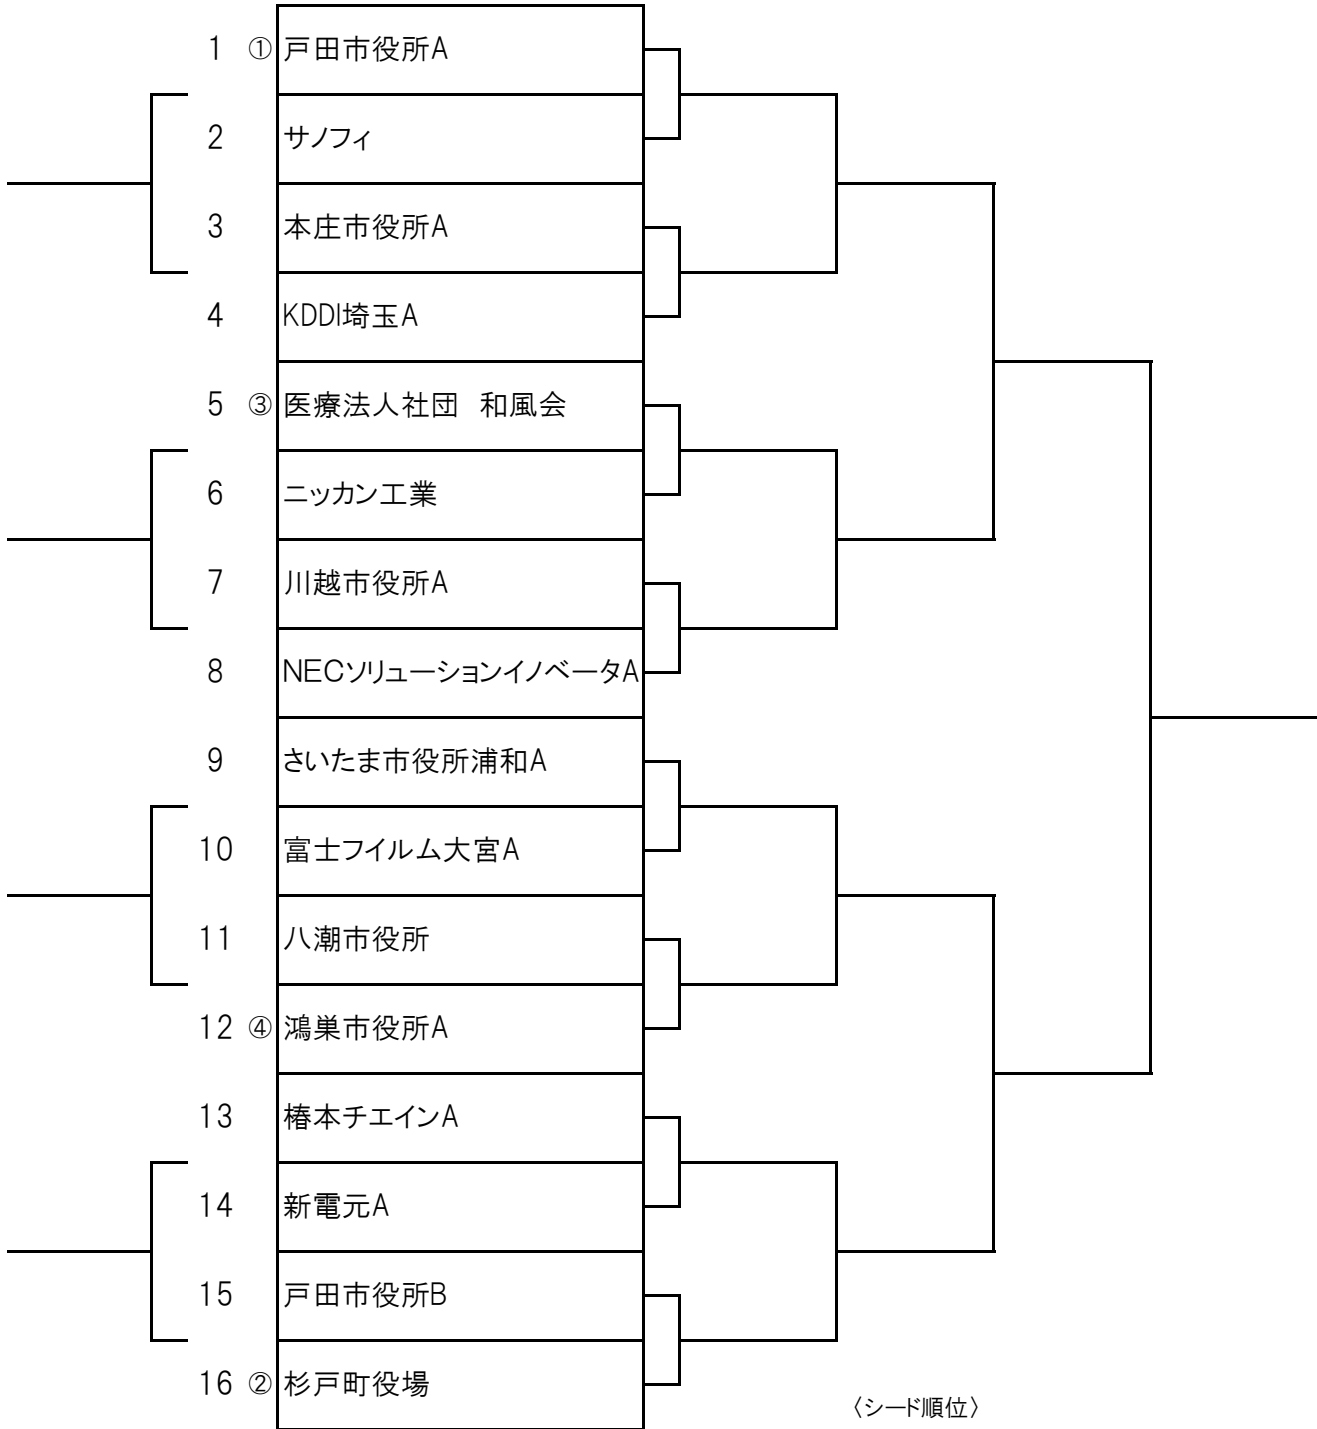 1 ① 戸田市役所A
2 サノフィ
3 本庄市役所A
4 KDDI埼玉A
5 ③ 医療法人社団　和風会
6 ニッカン工業
7 川越市役所A
8 NECソリューションイノベータA
9 さいたま市役所浦和A
10 富士フイルム大宮A
11 八潮市役所
12 ④ 鴻巣市役所A
13 椿本チエインA
14 新電元A
15 戸田市役所B
16 ② 杉戸町役場
〈シード順位〉